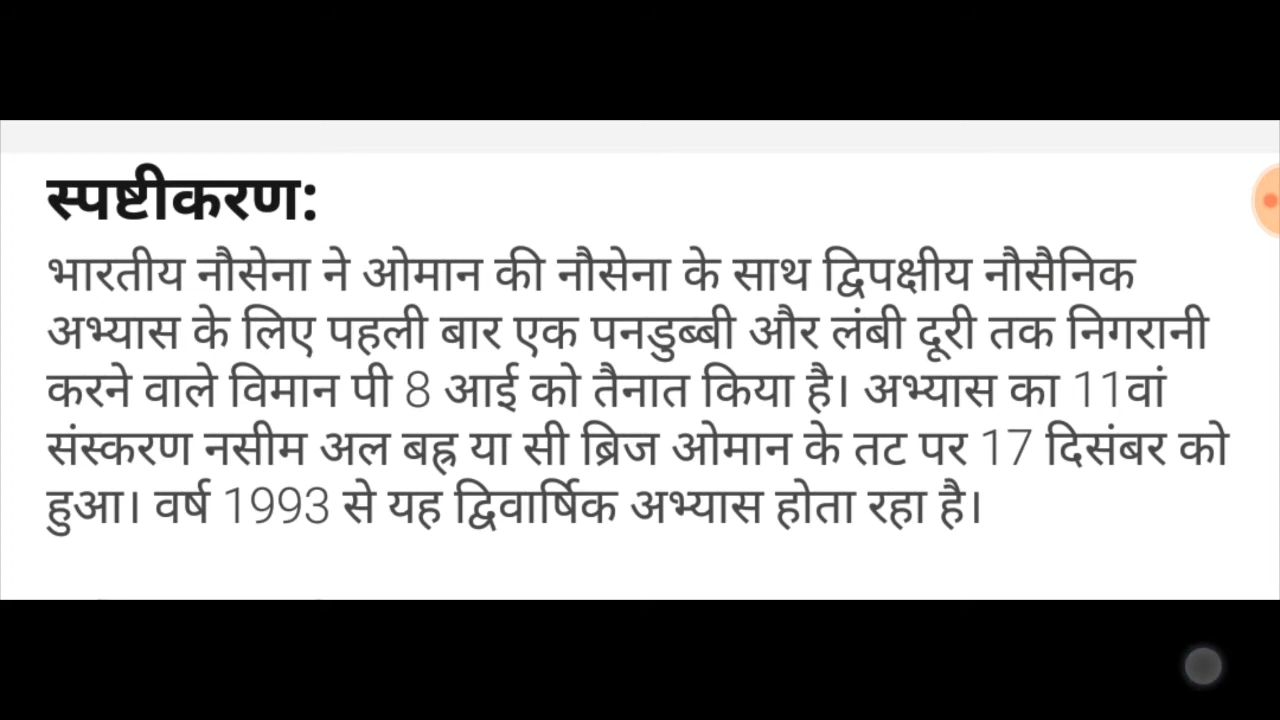 स्पष्टीकरण:
भारतीय नौसेना ने ओमान की नौसेना के साथ द्विपक्षीय नौसैनिक
अभ्यास के लिए पहली बार एक पनडुब्बी और लंबी दूरी तक निगरानी
करने वाले विमान पी 8 आई को तैनात किया है। अभ्यास का 11वां
संस्करण नसीम अल बह्र या सी ब्रिज ओमान के तट पर 17 दिसंबर को
हुआ। वर्ष 1993 से यह द्विवार्षिक अभ्यास होता रहा है।